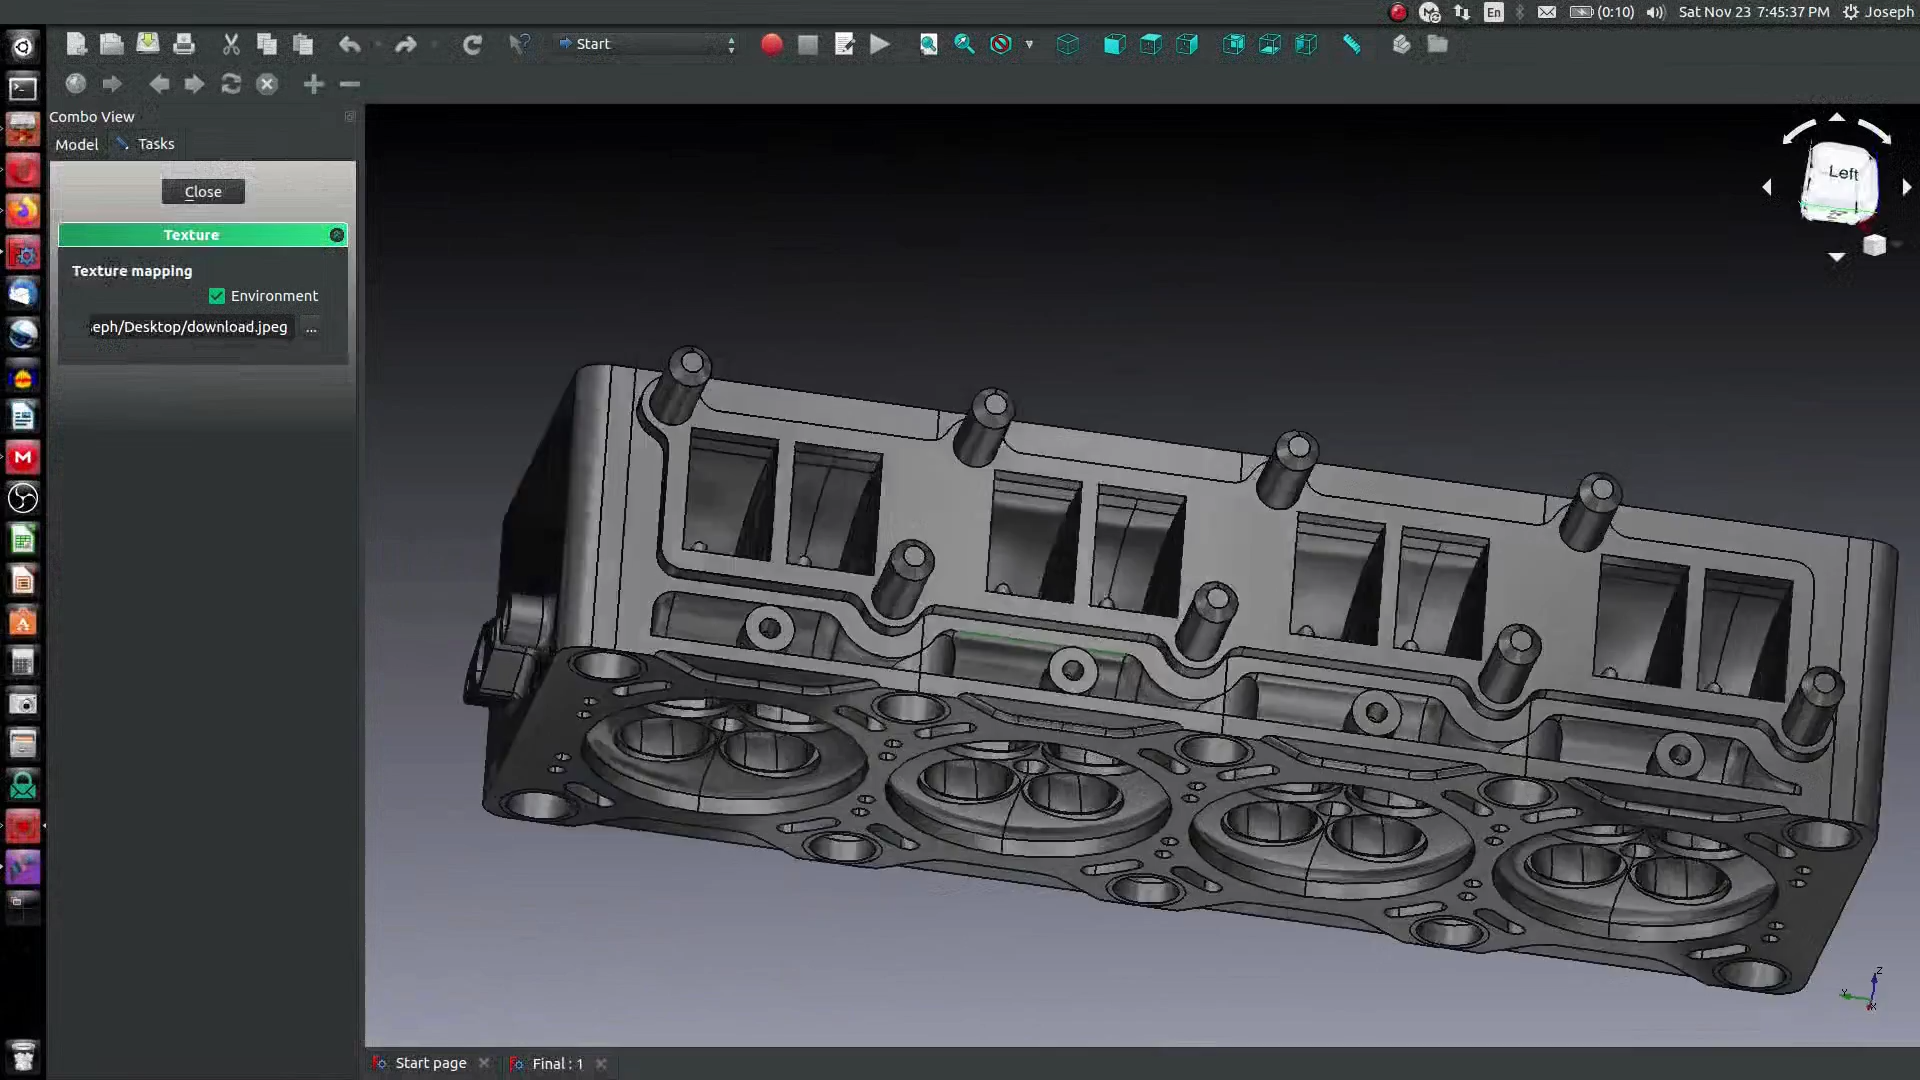 En (0:10) Sat Nov 23 7:45:37 PM Joseph
Start
Combo View
Model Tasks
Close
Texture
Texture mapping
Environment
eph/Desktop/download.jpeg ...
Left
Z
Y
X
Start page Final : 1